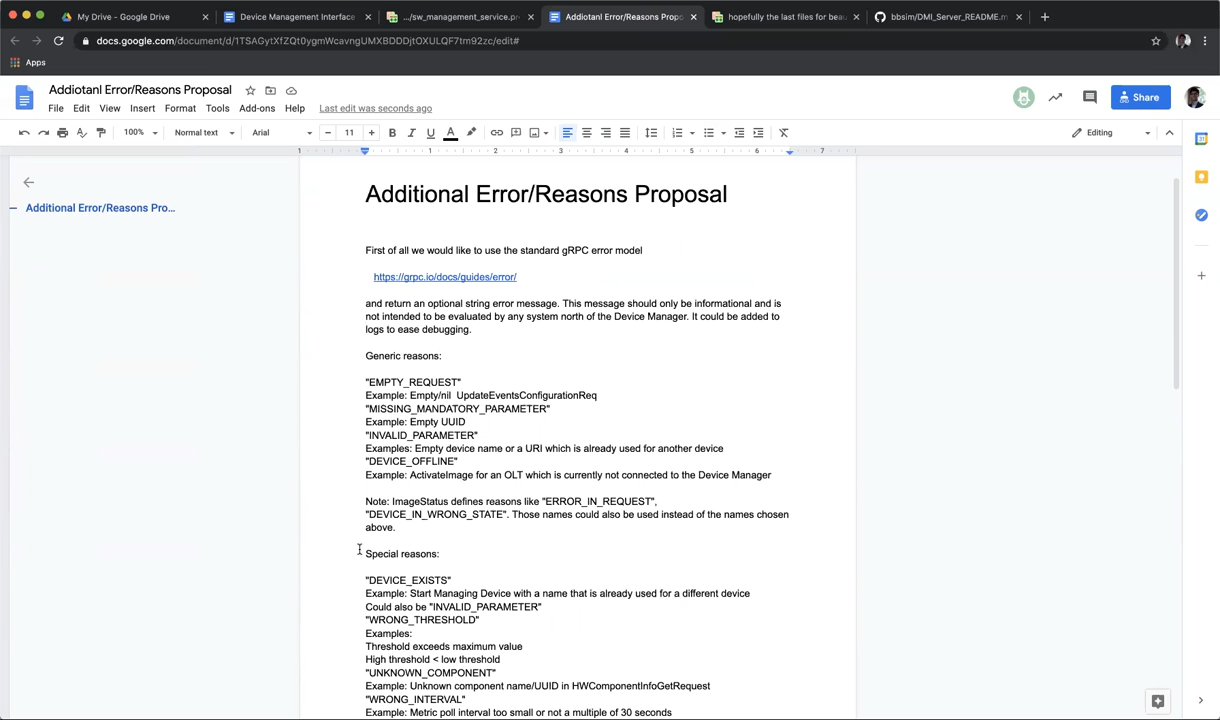 My Drive - Google Drive
Device Management Interface
.../sw_management_service.pr
Addiotanl Error/Reasons Propo
hopefully the last files for beau
bbsim/DMI_Server_README.m
docs.google.com/document/d/1TSAGytXfZQt0ygmWcavngUMXBDDDjtOXULQF7tm92zc/edit#
Apps
Addiotanl Error/Reasons Proposal
File Edit View Insert Format Tools Add-ons Help Last edit was seconds ago
Share
100% Normal text Arial 11 Editing
1 1 2 3 4 5 6 7
Additional Error/Reasons Pro...
Additional Error/Reasons Proposal
First of all we would like to use the standard gRPC error model
https://grpc.io/docs/guides/error/
and return an optional string error message. This message should only be informational and is
not intended to be evaluated by any system north of the Device Manager. It could be added to
logs to ease debugging.
Generic reasons:
"EMPTY_REQUEST"
Example: Empty/nil UpdateEventsConfigurationReq
"MISSING_MANDATORY_PARAMETER"
Example: Empty UUID
"INVALID_PARAMETER"
Examples: Empty device name or a URI which is already used for another device
"DEVICE_OFFLINE"
Example: ActivateImage for an OLT which is currently not connected to the Device Manager
Note: ImageStatus defines reasons like "ERROR_IN_REQUEST",
"DEVICE_IN_WRONG_STATE". Those names could also be used instead of the names chosen
above.
Special reasons:
"DEVICE_EXISTS"
Example: Start Managing Device with a name that is already used for a different device
Could also be "INVALID_PARAMETER"
"WRONG_THRESHOLD"
Examples:
Threshold exceeds maximum value
High threshold < low threshold
"UNKNOWN_COMPONENT"
Example: Unknown component name/UUID in HWComponentInfoGetRequest
"WRONG_INTERVAL"
Example: Metric poll interval too small or not a multiple of 30 seconds